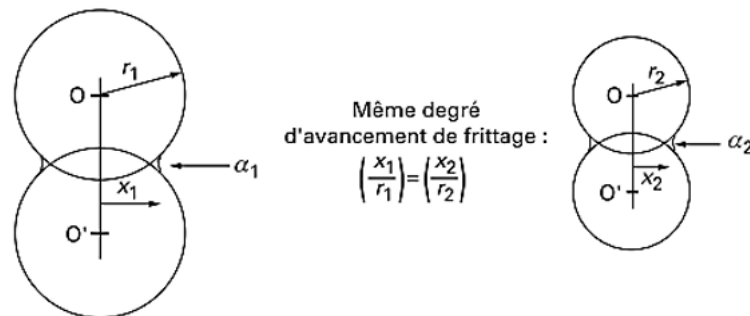 r₁
O
α₁
x₁
O'
Même degré
d'avancement de frittage :
(x₁/r₁)=(x₂/r₂)
r₂
O
α₂
x₂
O'